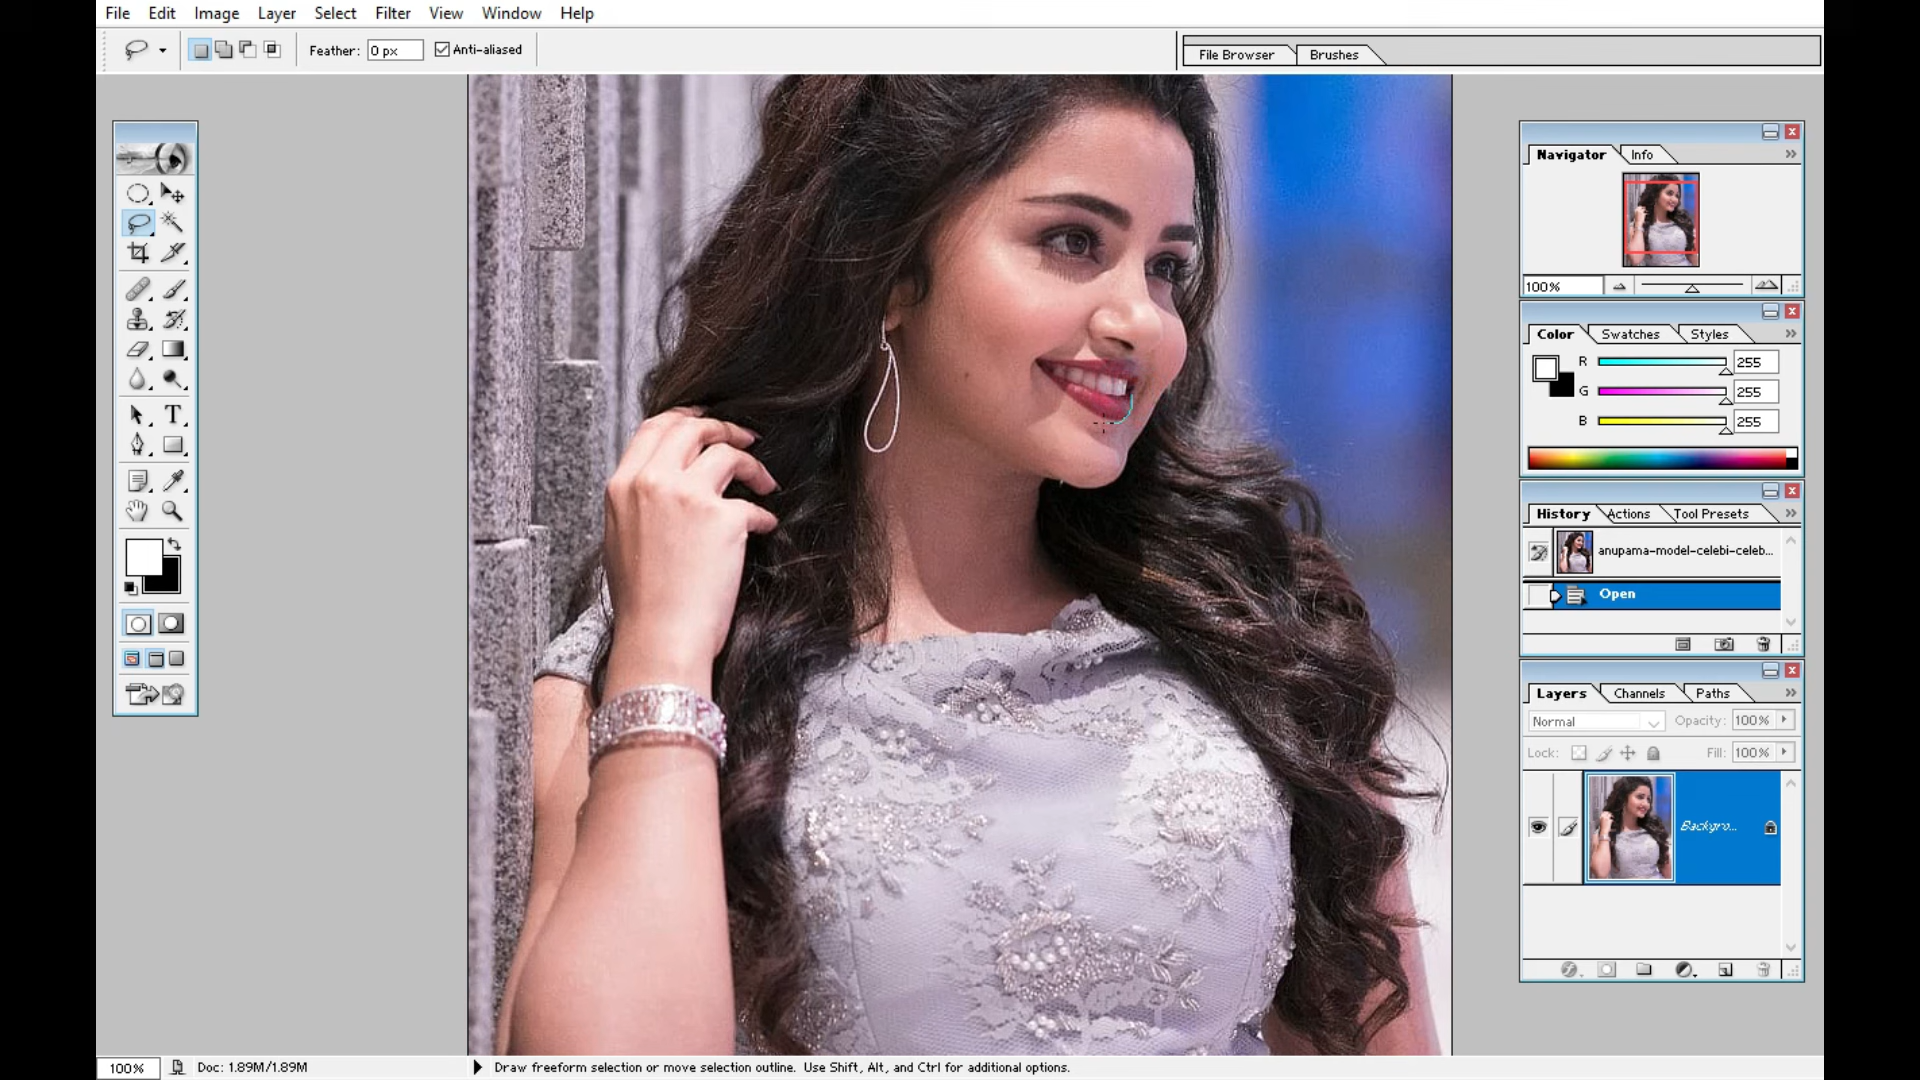 File Edit Image Layer Select Filter View Window Help
Feather: 0 px Anti-aliased
File Browser Brushes
Navigator Info
100%
Color Swatches Styles
R 255
G 255
B 255
T
History Actions Tool Presets
anupama-model-celebi-celeb...
Open
Layers Channels Paths
Normal Opacity: 100%
Lock: Fill: 100%
Backgro...
100% Doc: 1.89M/1.89M Draw freeform selection or move selection outline. Use Shift, Alt, and Ctrl for additional options.